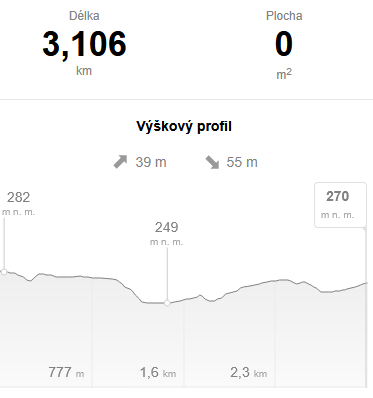 Délka Plocha
3,106 0
km m²
Výškový profil
39 m 55 m
282
m n. m.
249
m n. m.
270
m n. m.
777 m 1,6 km 2,3 km